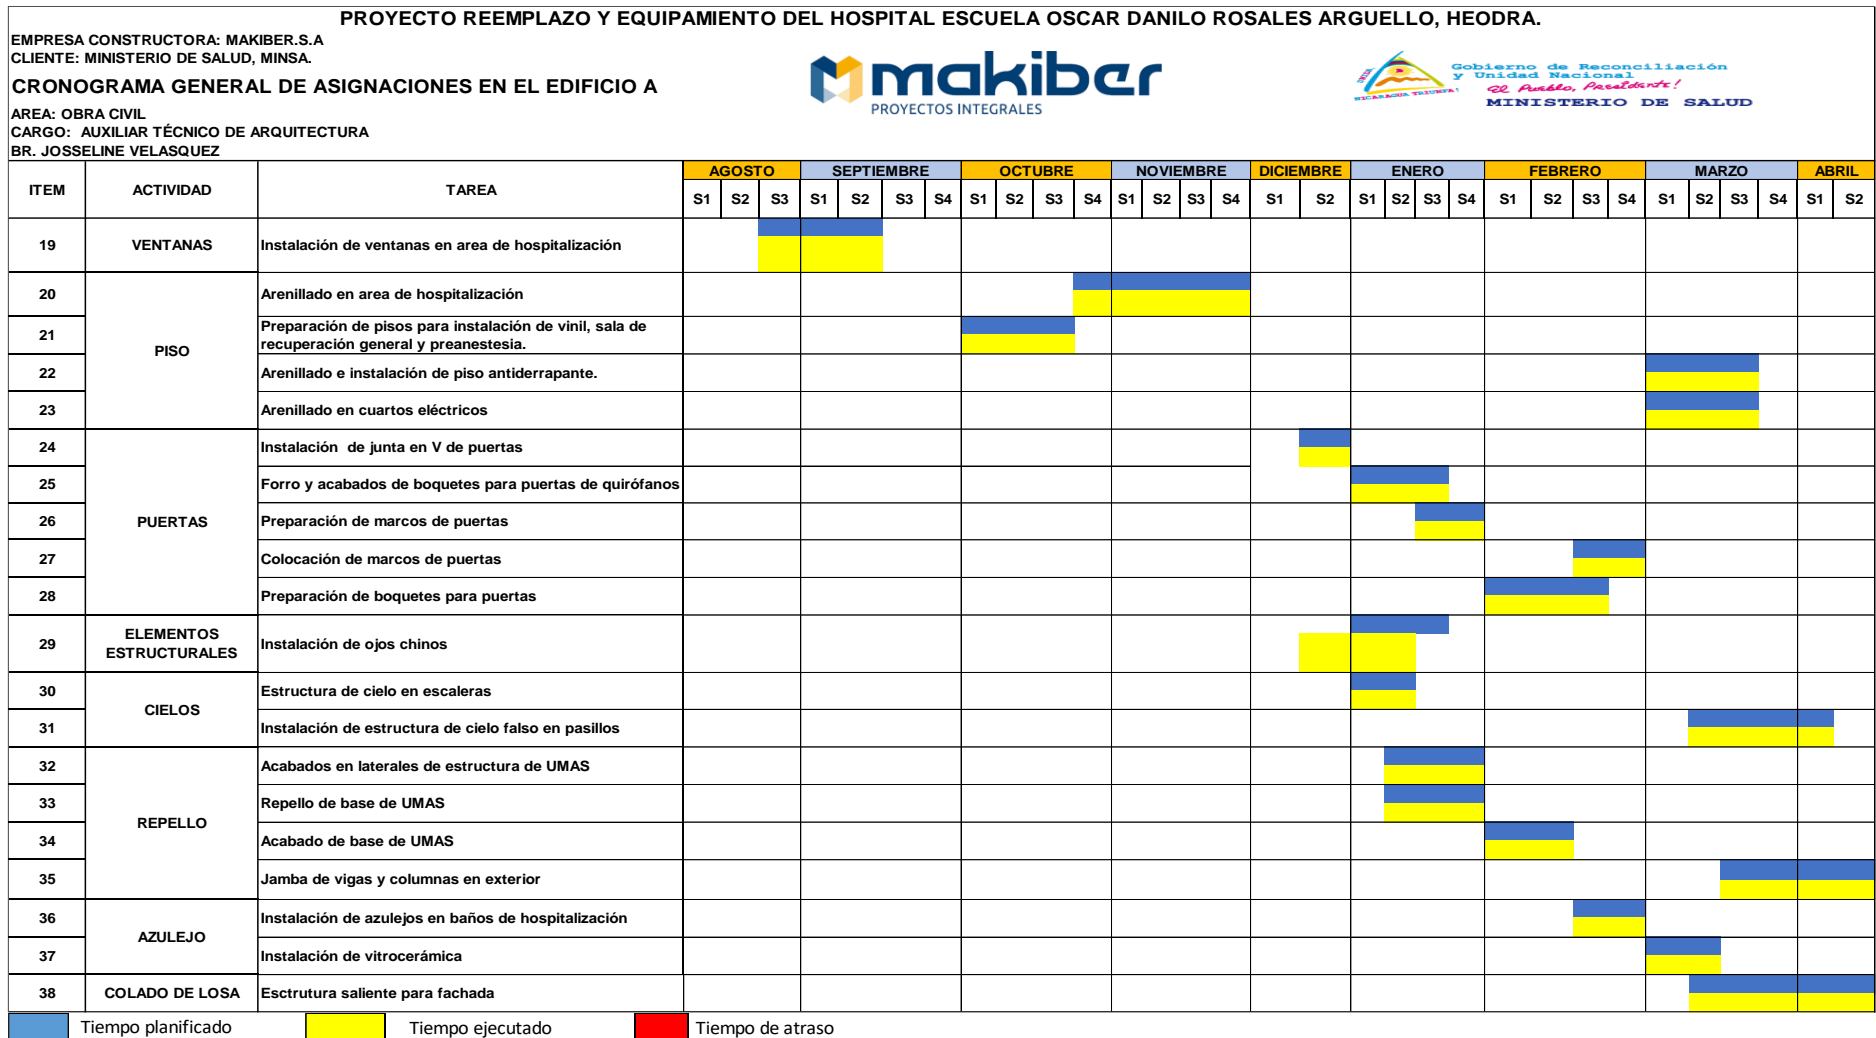 PROYECTO REEMPLAZO Y EQUIPAMIENTO DEL HOSPITAL ESCUELA OSCAR DANILO ROSALES ARGUELLO, HEODRA.
EMPRESA CONSTRUCTORA: MAKIBER.S.A
CLIENTE: MINISTERIO DE SALUD, MINSA.
CRONOGRAMA GENERAL DE ASIGNACIONES EN EL EDIFICIO A
AREA: OBRA CIVIL
CARGO: AUXILIAR TÉCNICO DE ARQUITECTURA
BR. JOSSELINE VELASQUEZ
makiber
PROYECTOS INTEGRALES
UNIDA NICARAGUA TRIUNFA!
Gobierno de Reconciliación
y Unidad Nacional
El Pueblo, Presidente!
MINISTERIO DE SALUD
ITEM ACTIVIDAD TAREA AGOSTO SEPTIEMBRE OCTUBRE NOVIEMBRE DICIEMBRE ENERO FEBRERO MARZO ABRIL
S1 S2 S3 S1 S2 S3 S4 S1 S2 S3 S4 S1 S2 S3 S4 S1 S2 S1 S2 S3 S4 S1 S2 S3 S4 S1 S2 S3 S4 S1 S2
19 VENTANAS Instalación de ventanas en area de hospitalización
20 Arenillado en area de hospitalización
21 Preparación de pisos para instalación de vinil, sala de
recuperación general y preanestesia.
PISO
22 Arenillado e instalación de piso antiderrapante.
23 Arenillado en cuartos eléctricos
24 Instalación de junta en V de puertas
25 Forro y acabados de boquetes para puertas de quirófanos
26 PUERTAS Preparación de marcos de puertas
27 Colocación de marcos de puertas
28 Preparación de boquetes para puertas
29 ELEMENTOS
ESTRUCTURALES Instalación de ojos chinos
30 Estructura de cielo en escaleras
CIELOS
31 Instalación de estructura de cielo falso en pasillos
32 Acabados en laterales de estructura de UMAS
33 Repello de base de UMAS
REPELLO
34 Acabado de base de UMAS
35 Jamba de vigas y columnas en exterior
36 Instalación de azulejos en baños de hospitalización
AZULEJO
37 Instalación de vitrocerámica
38 COLADO DE LOSA Esctrutura saliente para fachada
Tiempo planificado Tiempo ejecutado Tiempo de atraso